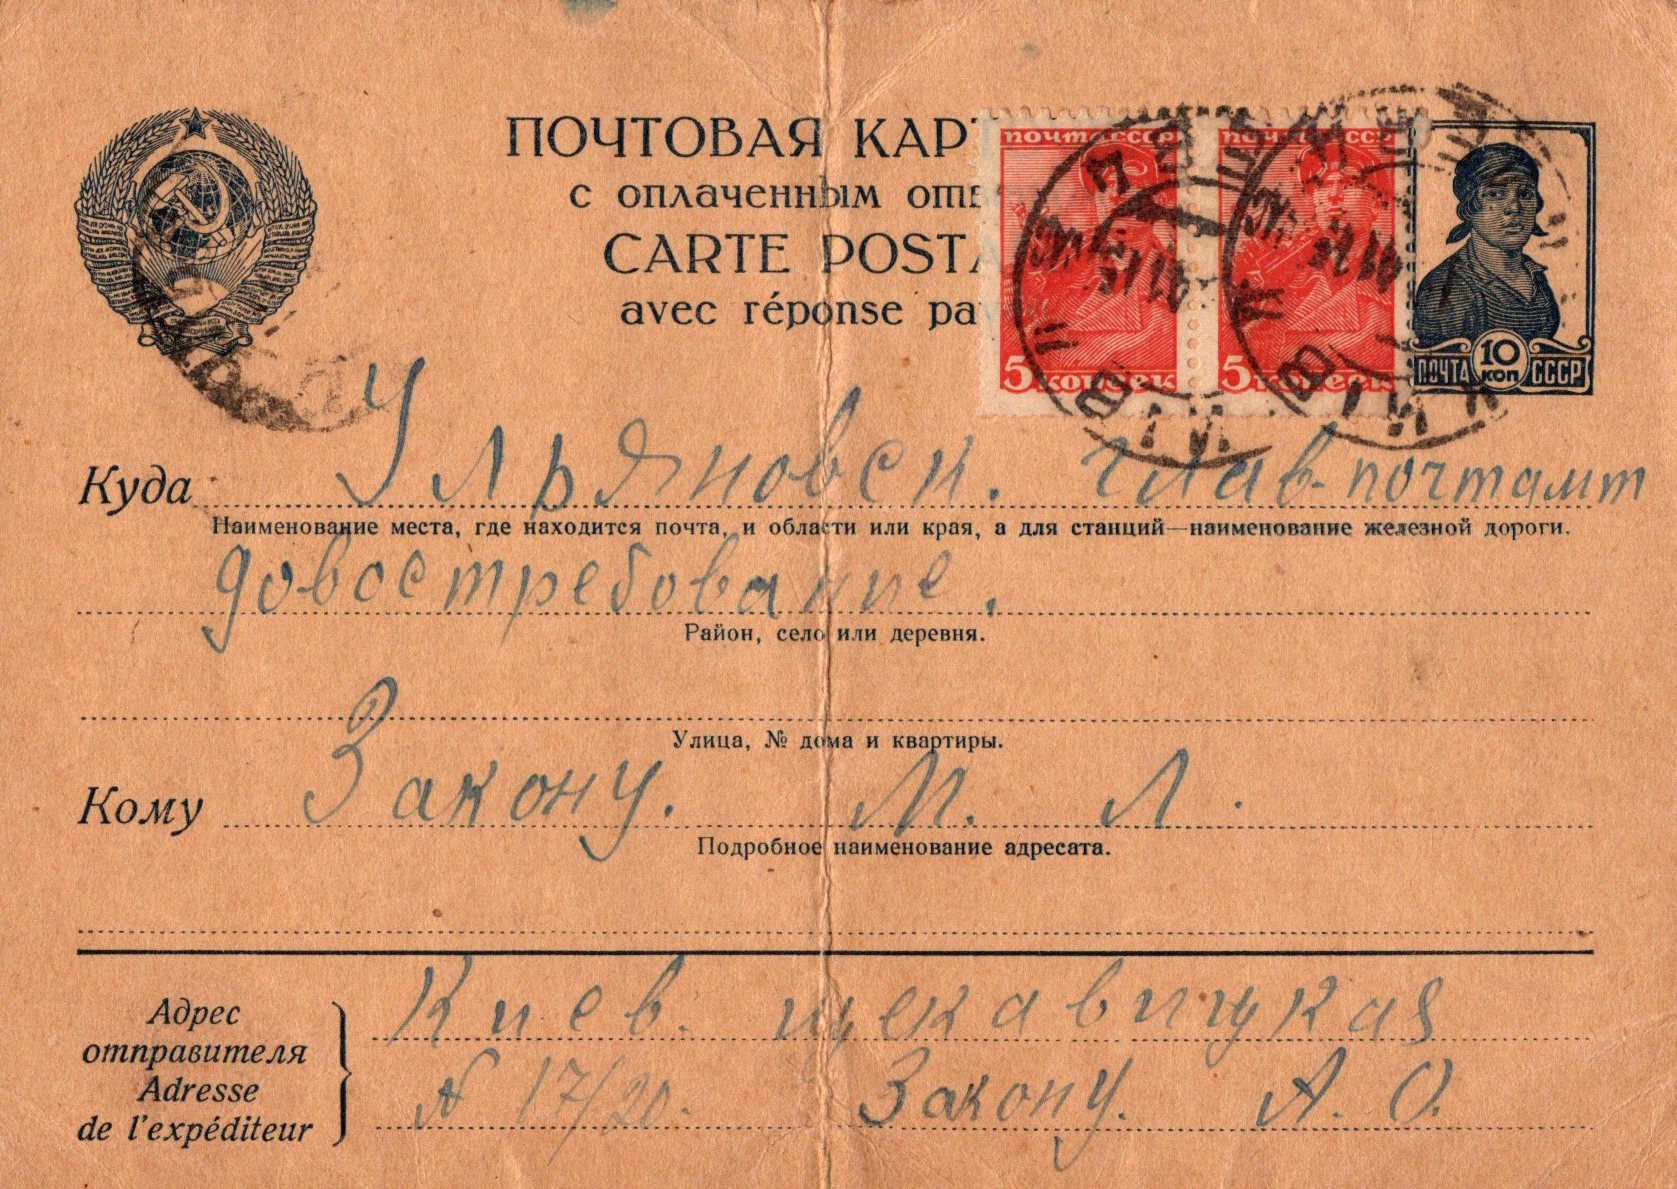 ПОЧТОВАЯ КАР
с оплаченным отв
CARTE POSTA
avec réponse pa
ПОЧТА СССР
5 КОПЕЕК
ПОЧТА СССР
5 КОПЕЕК
10 КОП
ПОЧТА СССР
Куда Ульяновск. Глав-почтамт
Наименование места, где находится почта, и области или края, а для станций—наименование железной дороги.
довостребование.
Район, село или деревня.
Улица, № дома и квартиры.
Кому Закону. М. Л.
Подробное наименование адресата.
Адрес отправителя
Adresse de l'expéditeur
Киев. щекавицкая
№ 17/20. Закону. А. О.